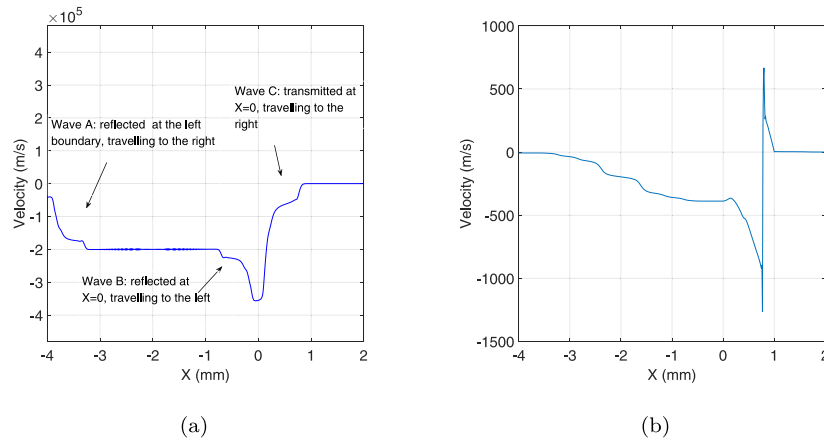 ×10⁵
4
3
2
1
0
-1
-2
-3
-4
Velocity (m/s)
Wave A: reflected at the left
boundary, travelling to the right
Wave C: transmitted at
X=0, travelling to the
right
Wave B: reflected at
X=0, travelling to the left
-4 -3 -2 -1 0 1 2
X (mm)
(a)
1000
500
0
-500
-1000
-1500
Velocity (m/s)
-4 -3 -2 -1 0 1 2
X (mm)
(b)